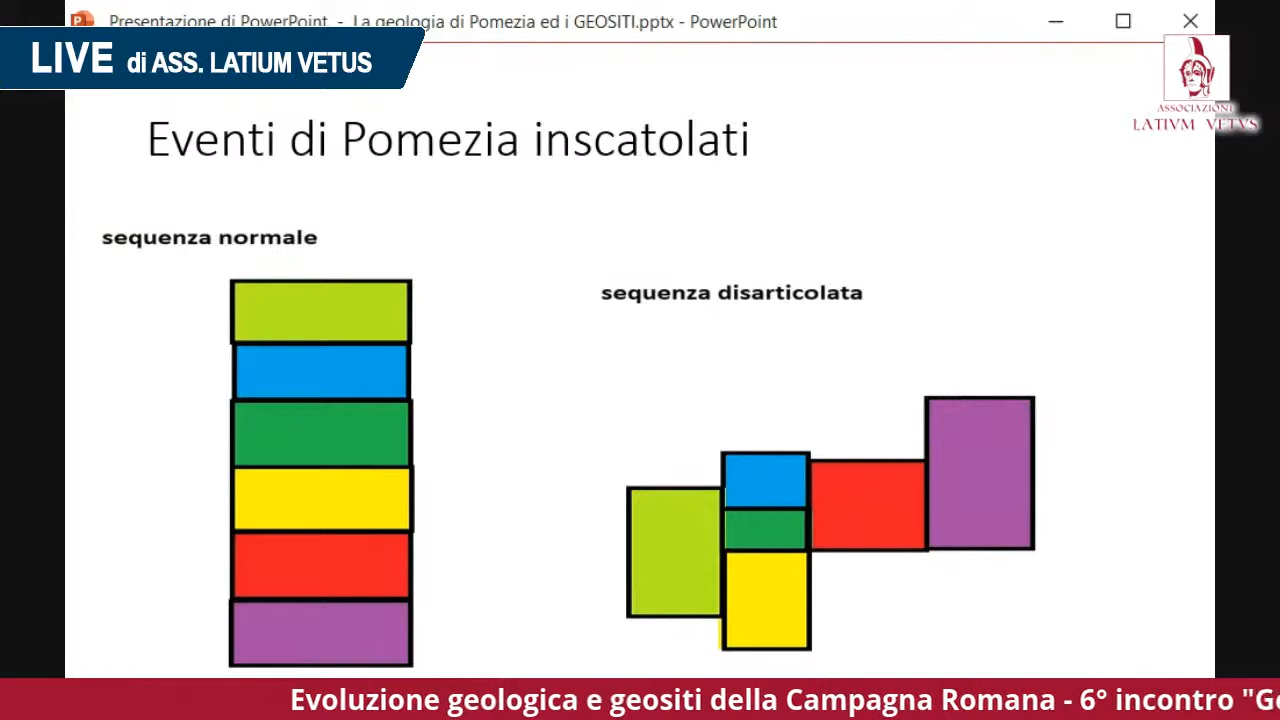 Presentazione di PowerPoint - La geologia di Pomezia ed i GEOSITI.pptx - PowerPoint
LIVE di ASS. LATIUM VETUS
ASSOCIAZIONE
LATIVM VETVS
Eventi di Pomezia inscatolati
sequenza normale
sequenza disarticolata
Evoluzione geologica e geositi della Campagna Romana - 6° incontro "Ge